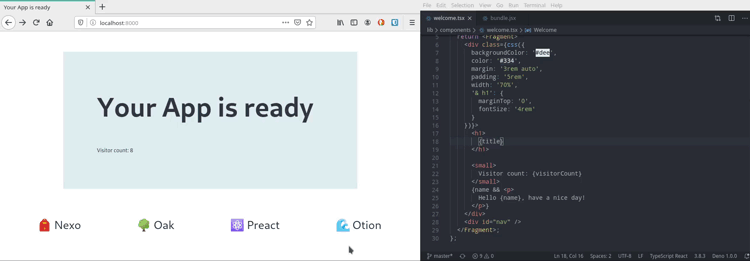 Your App is ready
localhost:8000
Your App is ready
Visitor count: 8
Nexo
Oak
Preact
Otion
File Edit Selection View Go Run Terminal Help
welcome.tsx
bundle.jsx
lib > components > welcome.tsx > Welcome
5 return <Fragment>
6 <div class={css({
7 backgroundColor: '#dee',
8 color: '#334',
9 margin: '3rem auto',
10 padding: '5rem',
11 width: '70%',
12 '& h1': {
13 marginTop: '0',
14 fontSize: '4rem'
15 }
16 })}>
17 <h1>
18 {title}
19 </h1>
20
21 <small>
22 Visitor count: {visitorCount}
23 </small>
24 {name && <p>
25 Hello {name}, have a nice day!
26 </p>}
27 </div>
28 <div id="nav" />
29 </Fragment>;
30 };
master* 9 0 Ln 18, Col 16 Spaces: 2 UTF-8 LF TypeScript React 3.8.3 Deno 1.0.0